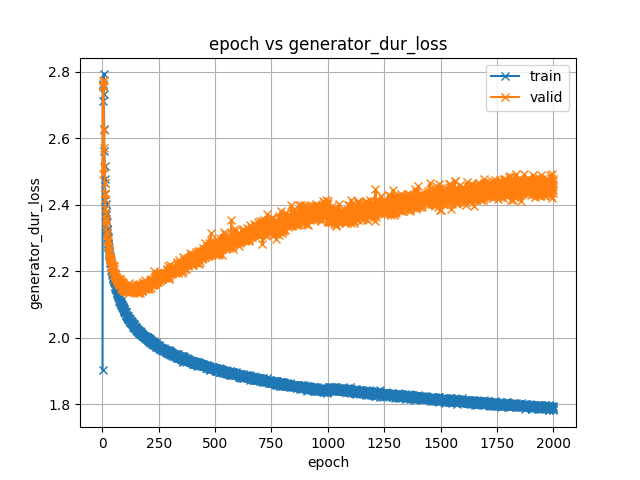 epoch vs generator_dur_loss
train
valid
generator_dur_loss
2.8
2.6
2.4
2.2
2.0
1.8
0 250 500 750 1000 1250 1500 1750 2000
epoch